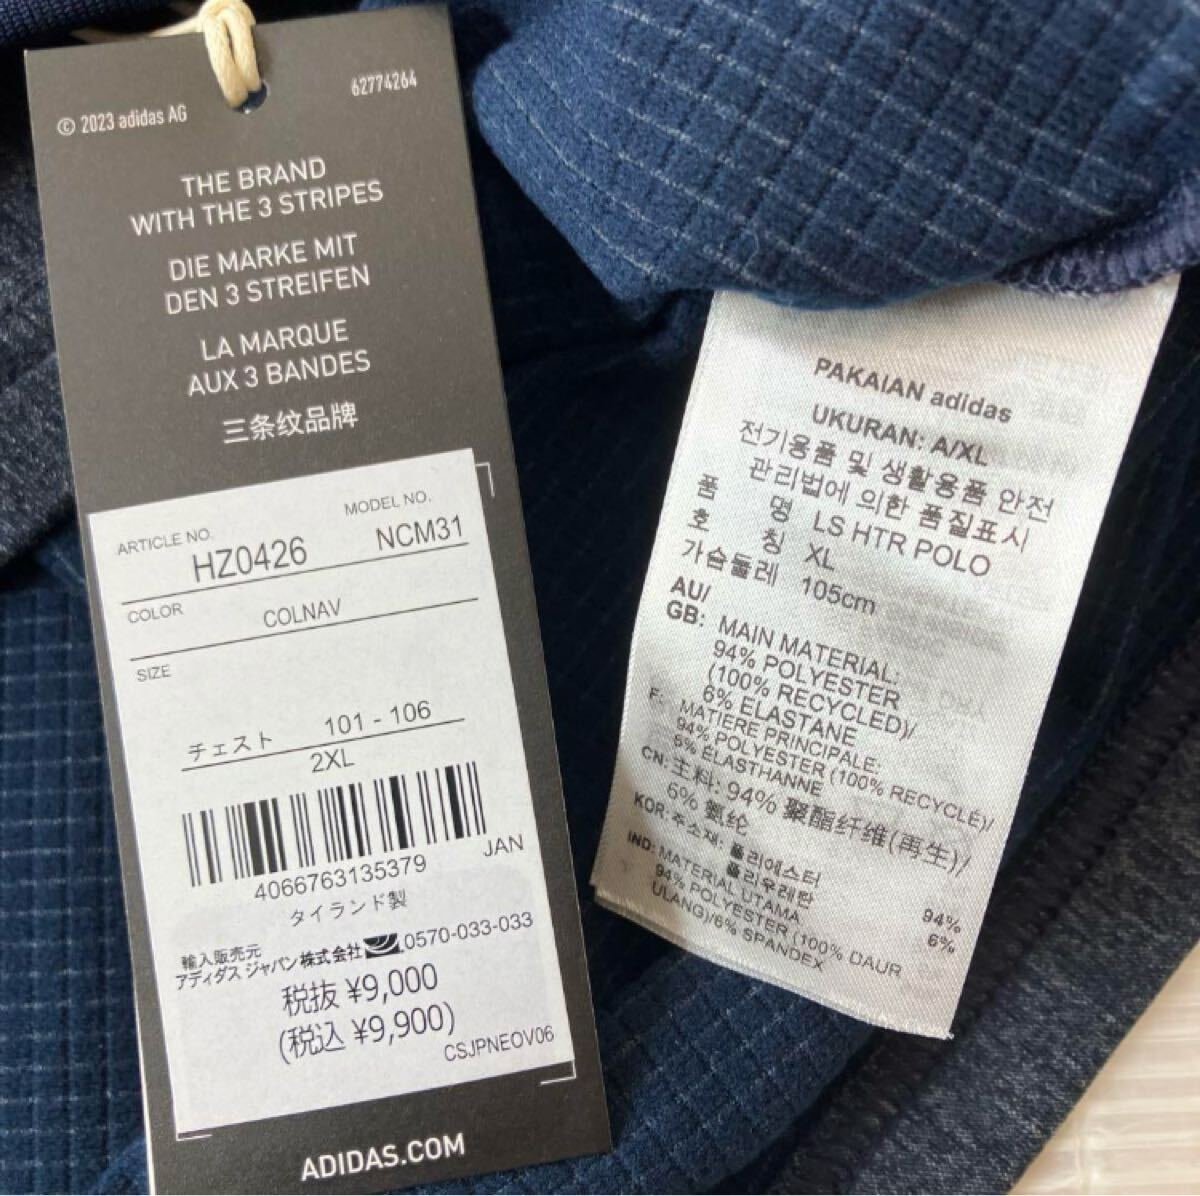 © 2023 adidas AG
62774264
THE BRAND
WITH THE 3 STRIPES
DIE MARKE MIT
DEN 3 STREIFEN
LA MARQUE
AUX 3 BANDES
三条纹品牌
ARTICLE NO.
HZ0426
MODEL NO.
NCM31
COLOR
COLNAV
SIZE
チェスト 101 - 106
2XL
4066763135379
JAN
タイランド製
輸入販売元
アディダス ジャパン株式会社
0570-033-033
税抜 ¥9,000
(税込 ¥9,900)
CSJPNEOV06
ADIDAS.COM
PAKAIAN adidas
UKURAN: A/XL
전기용품 및 생활용품 안전
관리법에 의한 품질표시
품 명 LS HTR POLO
호 칭 XL
가슴둘레 105cm
AU/
GB: MAIN MATERIAL:
94% POLYESTER
(100% RECYCLED)/
6% ELASTANE
F: MATIERE PRINCIPALE:
94% POLYESTER (100% RECYCLÉ)/
6% ÉLASTHANNE
CN: 主料: 94% 聚酯纤维(再生)/
6% 氨纶
KOR: 주소재: 폴리에스터 94%
폴리우레탄 6%
IND: MATERIAL UTAMA
94% POLYESTER (100% DAUR
ULANG)/6% SPANDEX